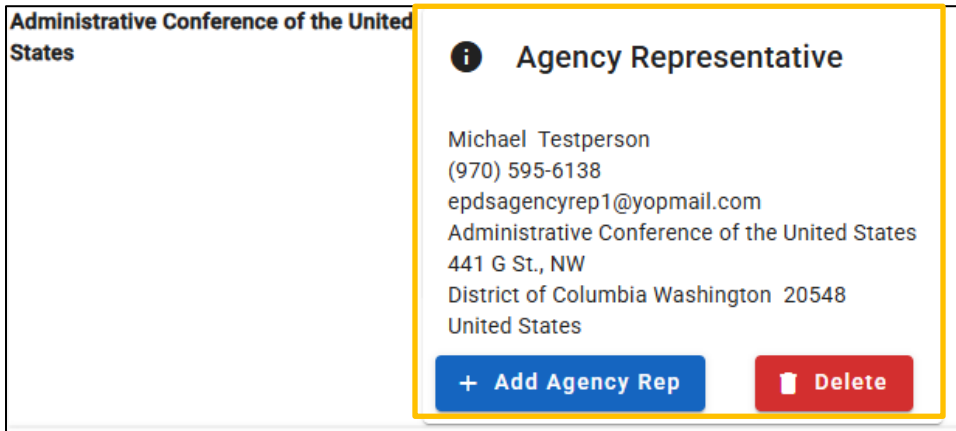 Administrative Conference of the United
States
Agency Representative
Michael  Testperson
(970) 595-6138
epdsagencyrep1@yopmail.com
Administrative Conference of the United States
441 G St., NW
District of Columbia Washington  20548
United States
+ Add Agency Rep
Delete